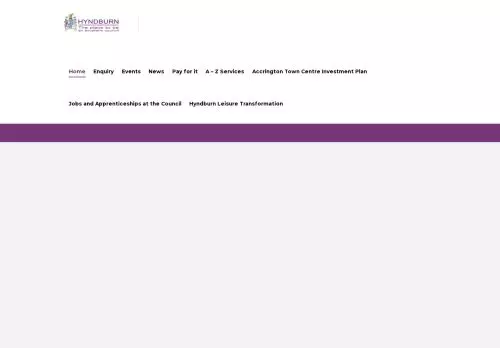 HYNDBURN
The place to be
an excellent council
Home Enquiry Events News Pay for it A – Z Services Accrington Town Centre Investment Plan
Jobs and Apprenticeships at the Council Hyndburn Leisure Transformation